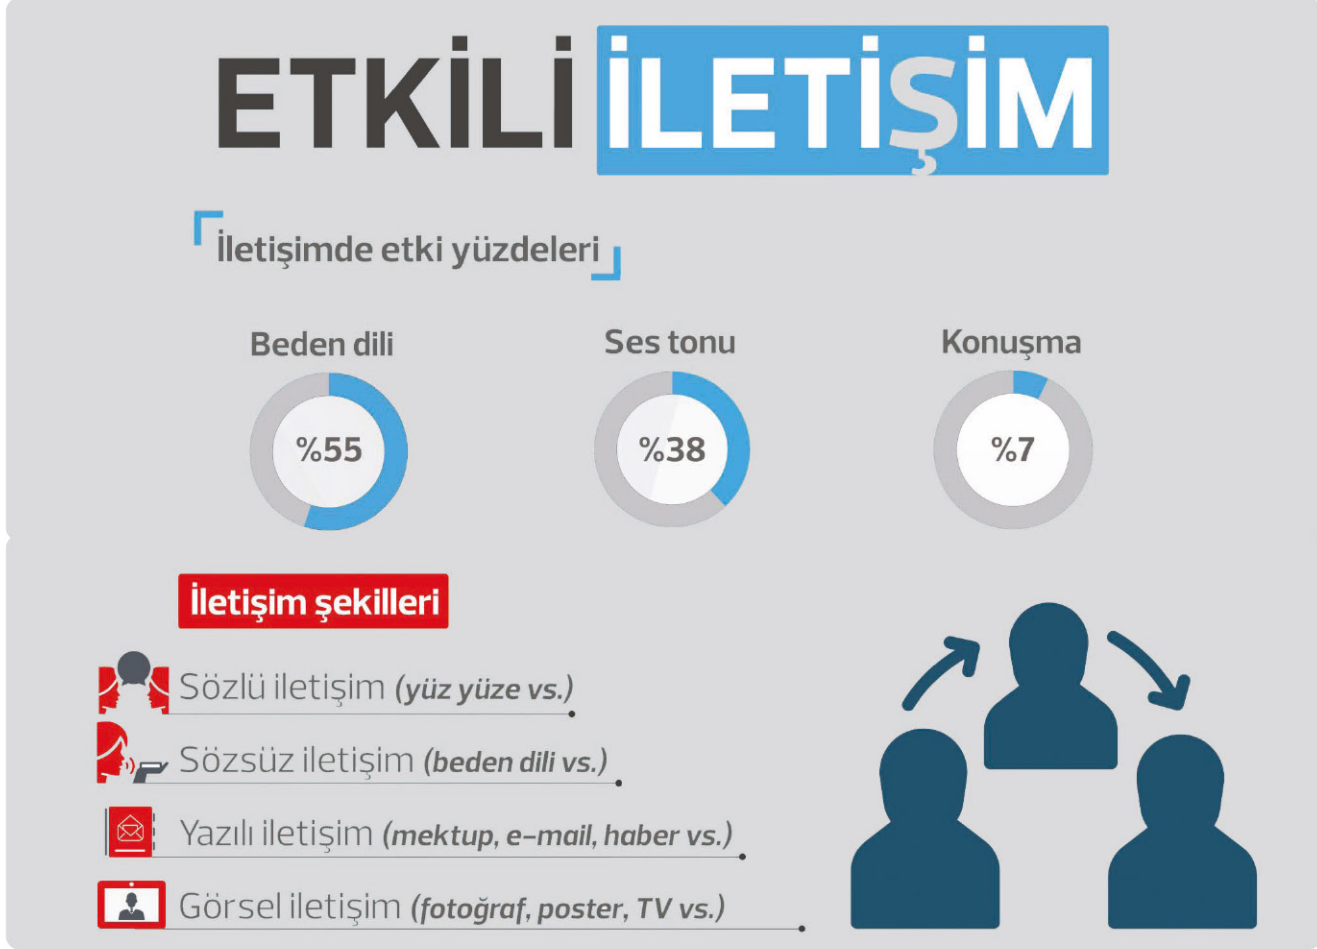 ETKİLİ İLETİŞİM
İletişimde etki yüzdeleri
Beden dili
Ses tonu
Konuşma
%55
%38
%7
İletişim şekilleri
Sözlü iletişim (yüz yüze vs.)
Sözsüz iletişim (beden dili vs.)
Yazılı iletişim (mektup, e-mail, haber vs.)
Görsel iletişim (fotoğraf, poster, TV vs.)